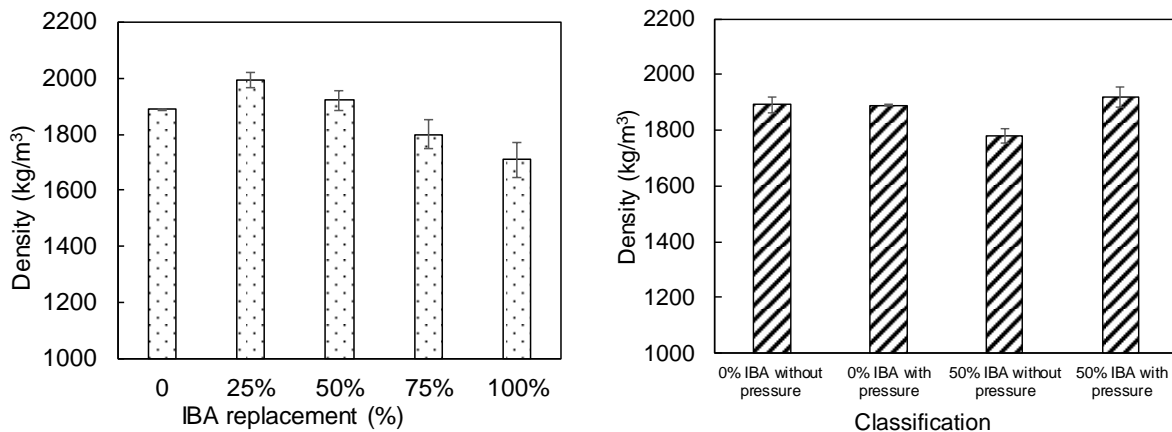 2200
2000
1800
1600
1400
1200
1000
Density (kg/m³)
0 25% 50% 75% 100%
IBA replacement (%)
2200
2000
1800
1600
1400
1200
1000
Density (kg/m³)
0% IBA without pressure
0% IBA with pressure
50% IBA without pressure
50% IBA with pressure
Classification